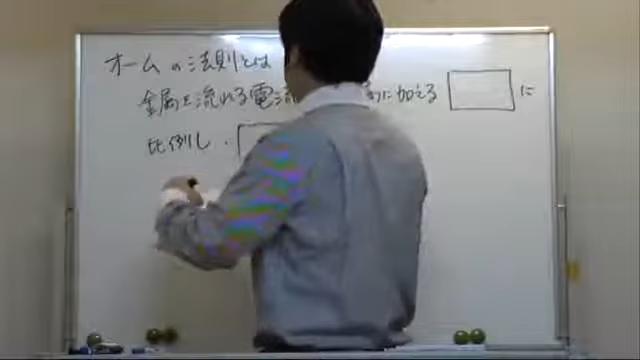 オームの法則とは
金属を流れる電流 に加える に
比例し、